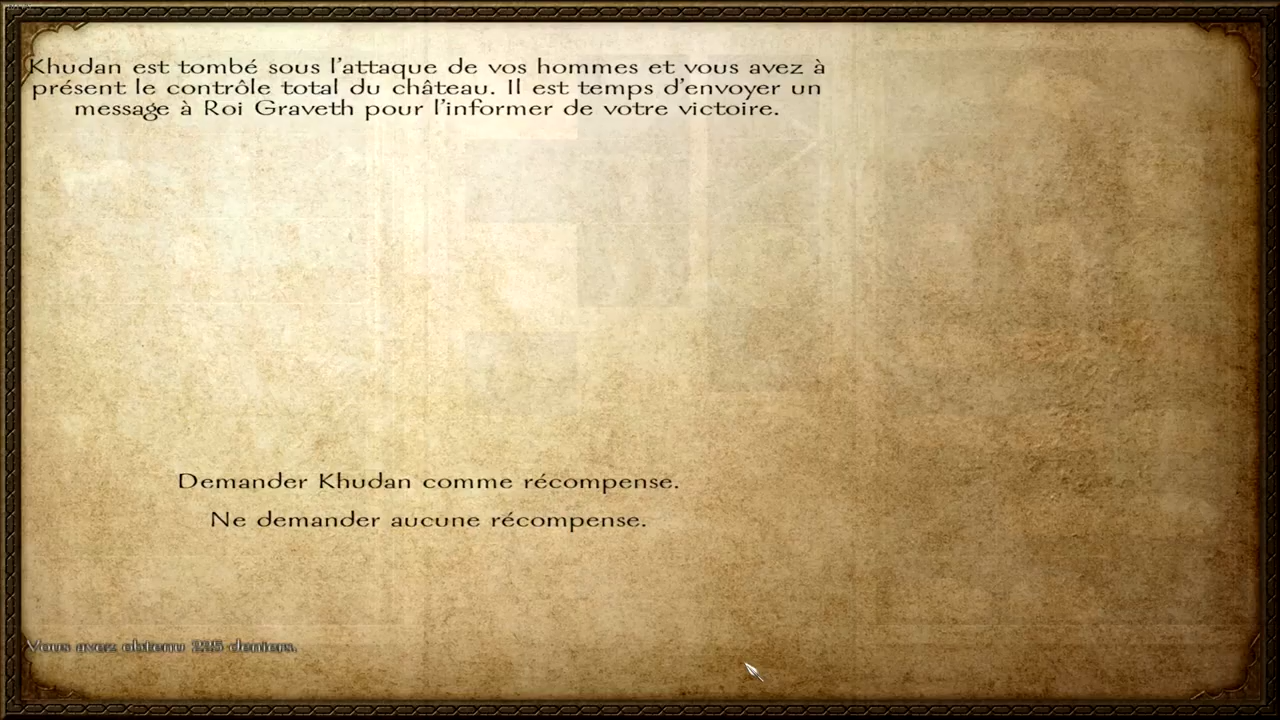 Khudan est tombé sous l'attaque de vos hommes et vous avez à
présent le contrôle total du château. Il est temps d'envoyer un
message à Roi Graveth pour l'informer de votre victoire.
Demander Khudan comme récompense.
Ne demander aucune récompense.
Vous avez obtenu 225 deniers.